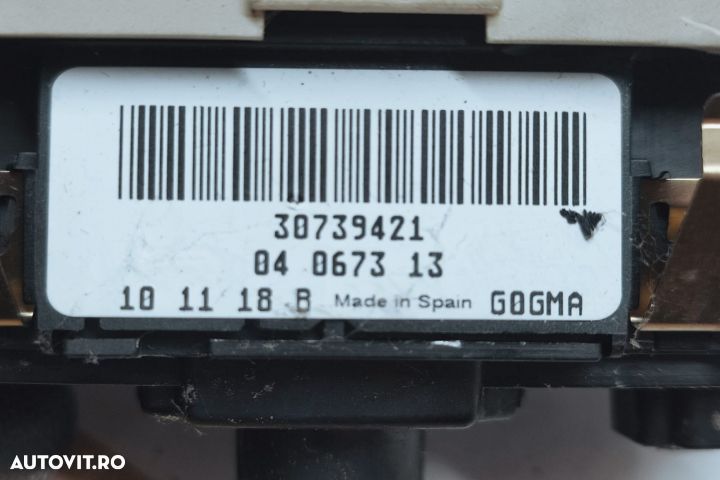 30739421
04 0673 13
10 11 18 B Made in Spain G0GMA
AUTOVIT.RO